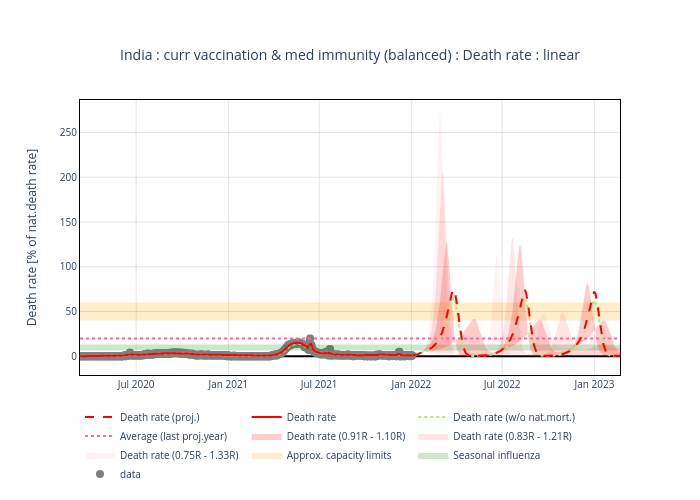 India : curr vaccination & med immunity (balanced) : Death rate : linear
Death rate [% of nat.death rate]
250
200
150
100
50
0
Jul 2020 Jan 2021 Jul 2021 Jan 2022 Jul 2022 Jan 2023
Death rate (proj.) Death rate Death rate (w/o nat.mort.)
Average (last proj.year) Death rate (0.91R - 1.10R) Death rate (0.83R - 1.21R)
Death rate (0.75R - 1.33R) Approx. capacity limits Seasonal influenza
data